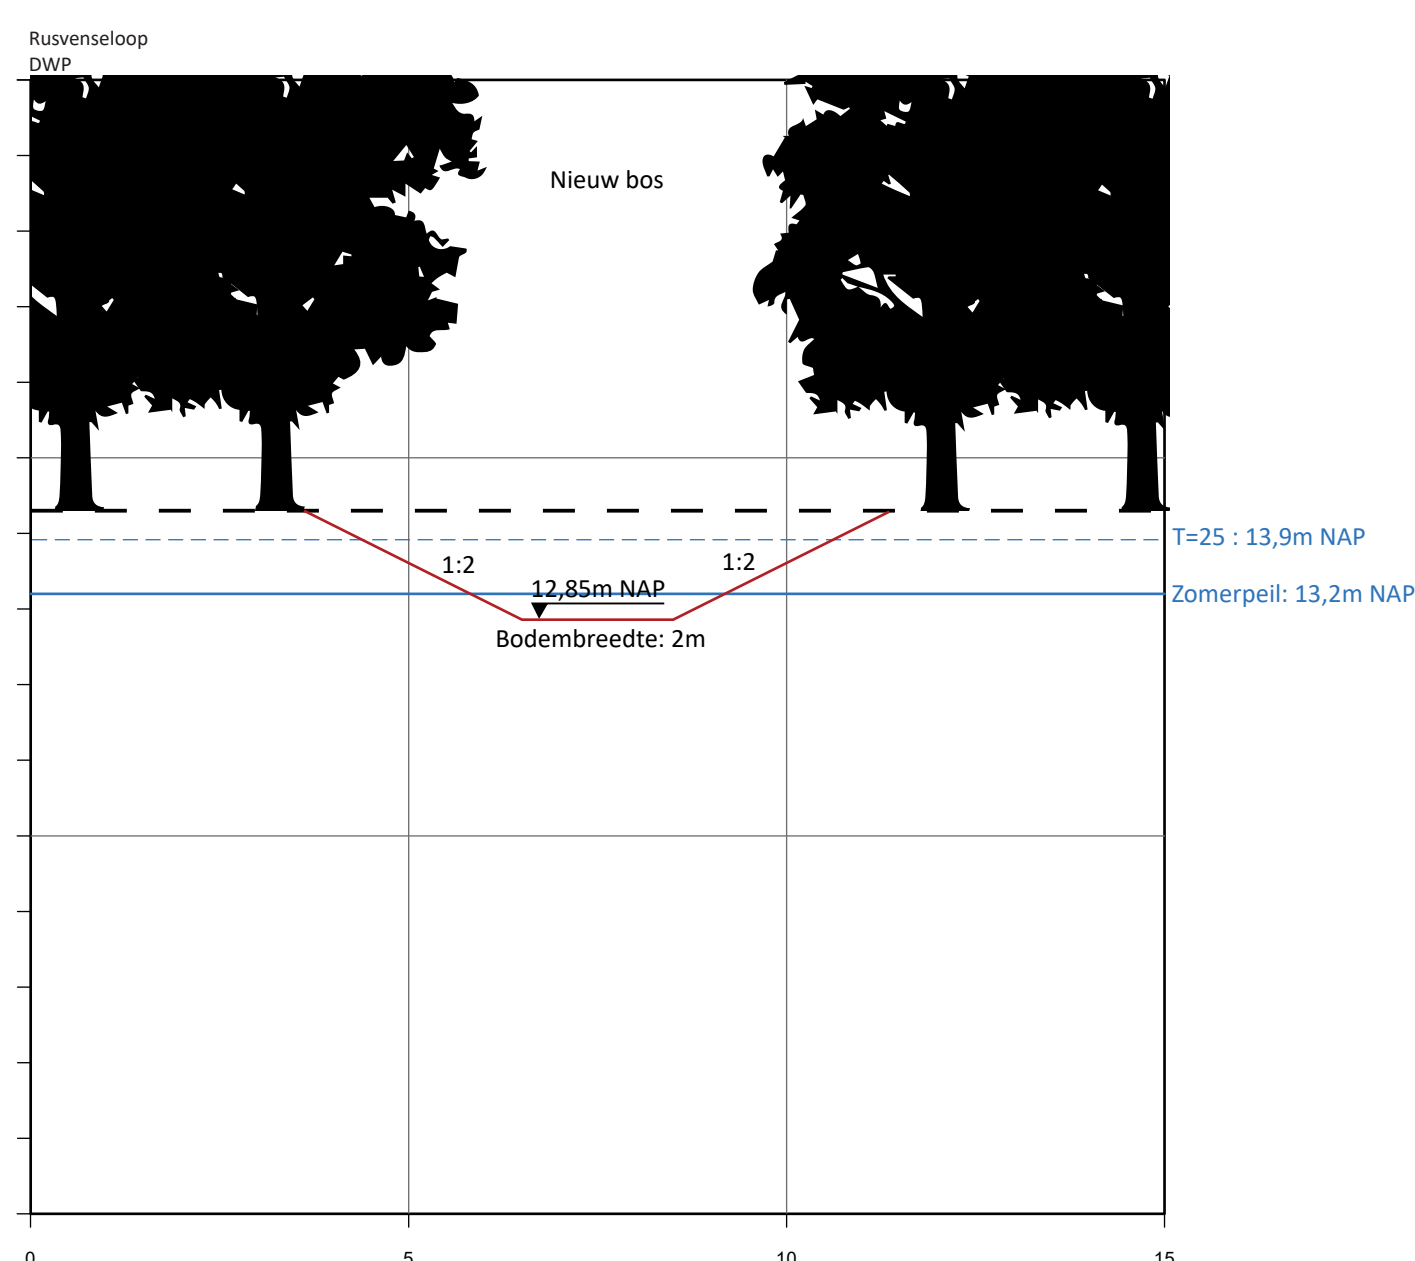 Rusvenseloop
DWP
Nieuw bos
T=25 : 13,9m NAP
1:2
1:2
12,85m NAP
Zomerpeil: 13,2m NAP
Bodembreedte: 2m
0 5 10 15